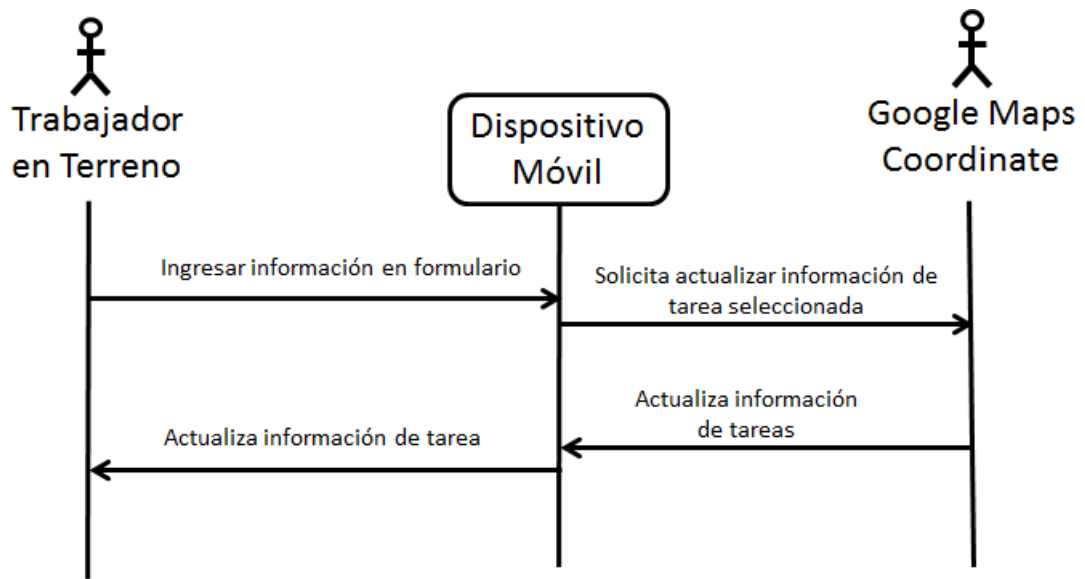 Trabajador
en Terreno
Dispositivo
Móvil
Google Maps
Coordinate
Ingresar información en formulario
Solicita actualizar información de
tarea seleccionada
Actualiza información
de tareas
Actualiza información de tarea